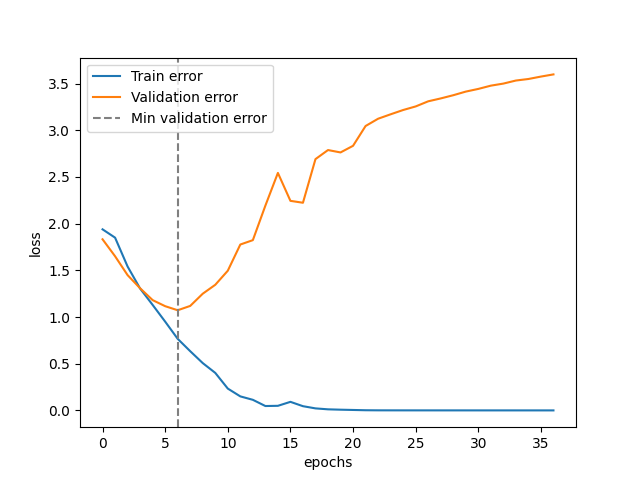 Train error
Validation error
Min validation error
3.5
3.0
2.5
2.0
1.5
1.0
0.5
0.0
loss
0 5 10 15 20 25 30 35
epochs